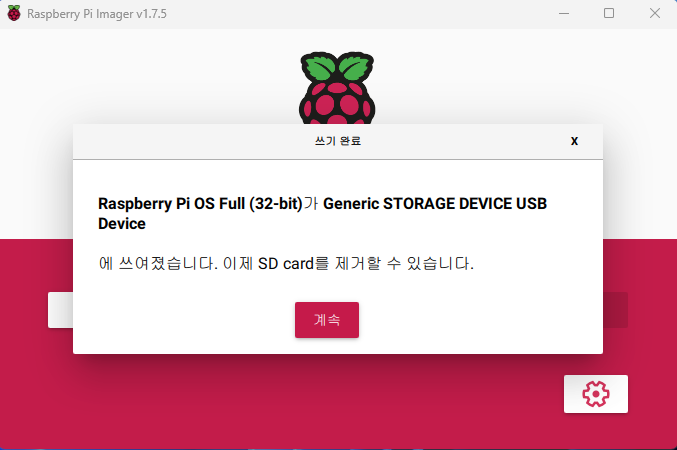 Raspberry Pi Imager v1.7.5
쓰기 완료
X
Raspberry Pi OS Full (32-bit)가 Generic STORAGE DEVICE USB
Device
에 쓰여졌습니다. 이제 SD card를 제거할 수 있습니다.
계속